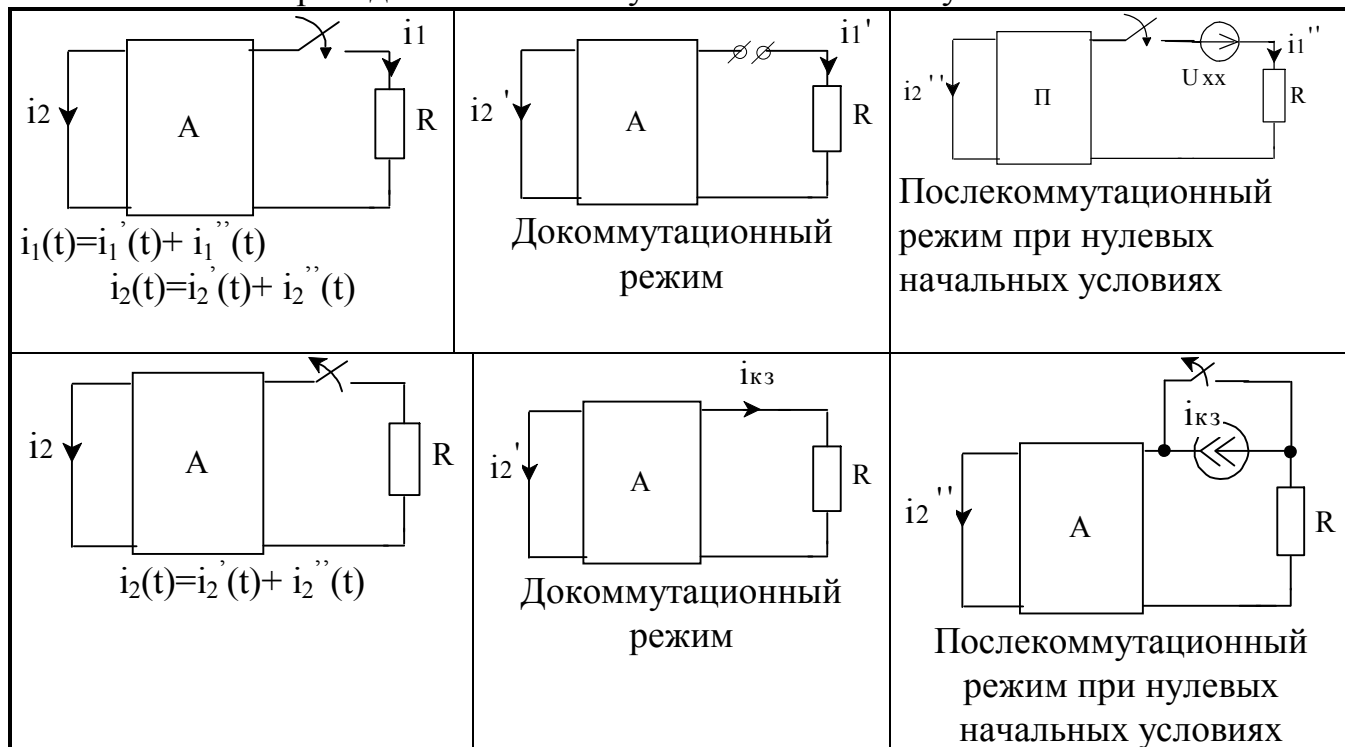 i1
i2
A
R
i₁(t)=i₁’(t)+ i₁’’(t)
i₂(t)=i₂’(t)+ i₂’’(t)
i1'
i2 '
A
R
Докоммутационный
режим
i1''
U xx
i2 ''
П
R
Послекоммутационный
режим при нулевых
начальных условиях
i2
A
R
i₂(t)=i₂’(t)+ i₂’’(t)
iкз
i2'
A
R
Докоммутационный
режим
iкз
i2 ''
A
R
Послекоммутационный
режим при нулевых
начальных условиях